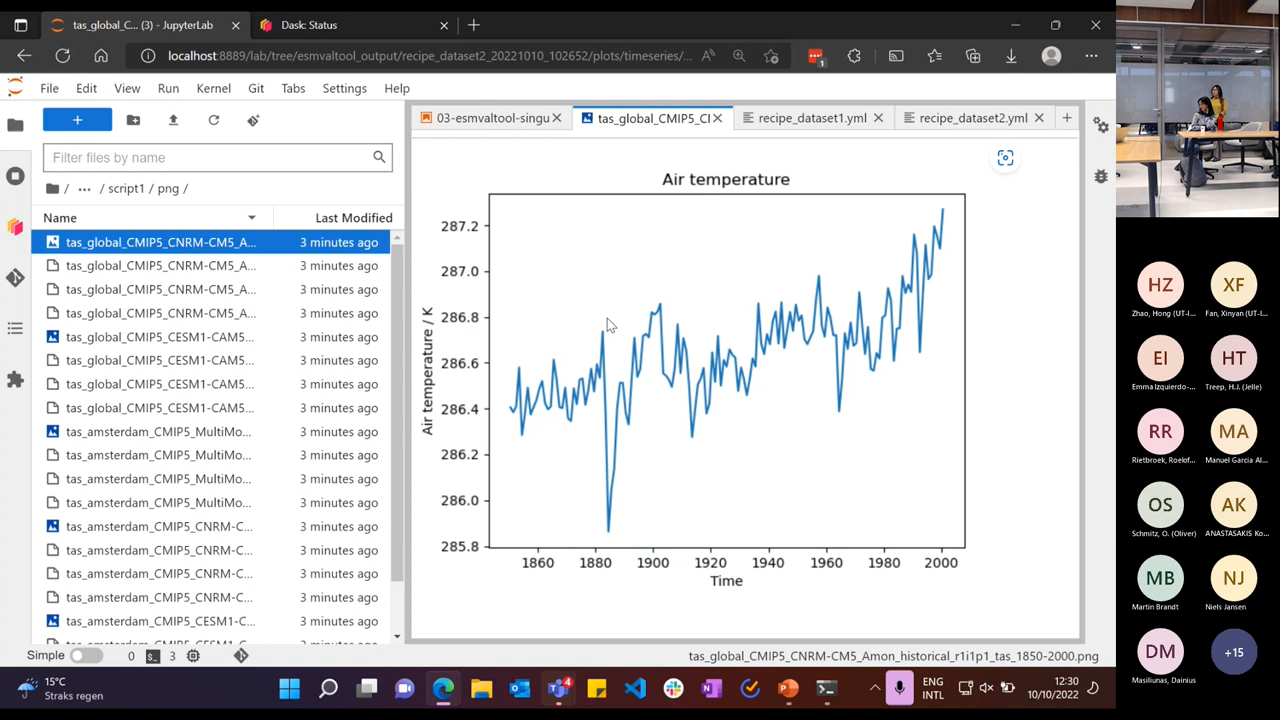 tas_global_C... (3) - JupyterLab
Dask: Status
localhost:8889/lab/tree/esmvaltool_output/recipe_dataset2_20221010_102652/plots/timeseries/...
1
File Edit View Run Kernel Git Tabs Settings Help
03-esmvaltool-singu
tas_global_CMIP5_CI
recipe_dataset1.yml
recipe_dataset2.yml
Filter files by name
/ ... / script1 / png /
Name Last Modified
tas_global_CMIP5_CNRM-CM5_A... 3 minutes ago
tas_global_CMIP5_CNRM-CM5_A... 3 minutes ago
tas_global_CMIP5_CNRM-CM5_A... 3 minutes ago
tas_global_CMIP5_CNRM-CM5_A... 3 minutes ago
tas_global_CMIP5_CESM1-CAM5... 3 minutes ago
tas_global_CMIP5_CESM1-CAM5... 3 minutes ago
tas_global_CMIP5_CESM1-CAM5... 3 minutes ago
tas_global_CMIP5_CESM1-CAM5... 3 minutes ago
tas_amsterdam_CMIP5_MultiMo... 3 minutes ago
tas_amsterdam_CMIP5_MultiMo... 3 minutes ago
tas_amsterdam_CMIP5_MultiMo... 3 minutes ago
tas_amsterdam_CMIP5_MultiMo... 3 minutes ago
tas_amsterdam_CMIP5_CNRM-C... 3 minutes ago
tas_amsterdam_CMIP5_CNRM-C... 3 minutes ago
tas_amsterdam_CMIP5_CNRM-C... 3 minutes ago
tas_amsterdam_CMIP5_CNRM-C... 3 minutes ago
tas_amsterdam_CMIP5_CESM1-C... 3 minutes ago
Air temperature
Air temperature / K
287.2
287.0
286.8
286.6
286.4
286.2
286.0
285.8
1860 1880 1900 1920 1940 1960 1980 2000
Time
Simple 0 3
tas_global_CMIP5_CNRM-CM5_Amon_historical_r1i1p1_tas_1850-2000.png
15°C
Straks regen
4
ENG
INTL
12:30
10/10/2022
HZ
Zhao, Hong (UT-I...
XF
Fan, Xinyan (UT-I...
EI
Emma Izquierdo-...
HT
Treep, H.J. (Jelle)
RR
Rietbroek, Roelof...
MA
Manuel Garcia Al...
OS
Schmitz, O. (Oliver)
AK
ANASTASAKIS Ko...
MB
Martin Brandt
NJ
Niels Jansen
DM
Masiliunas, Dainius
+15